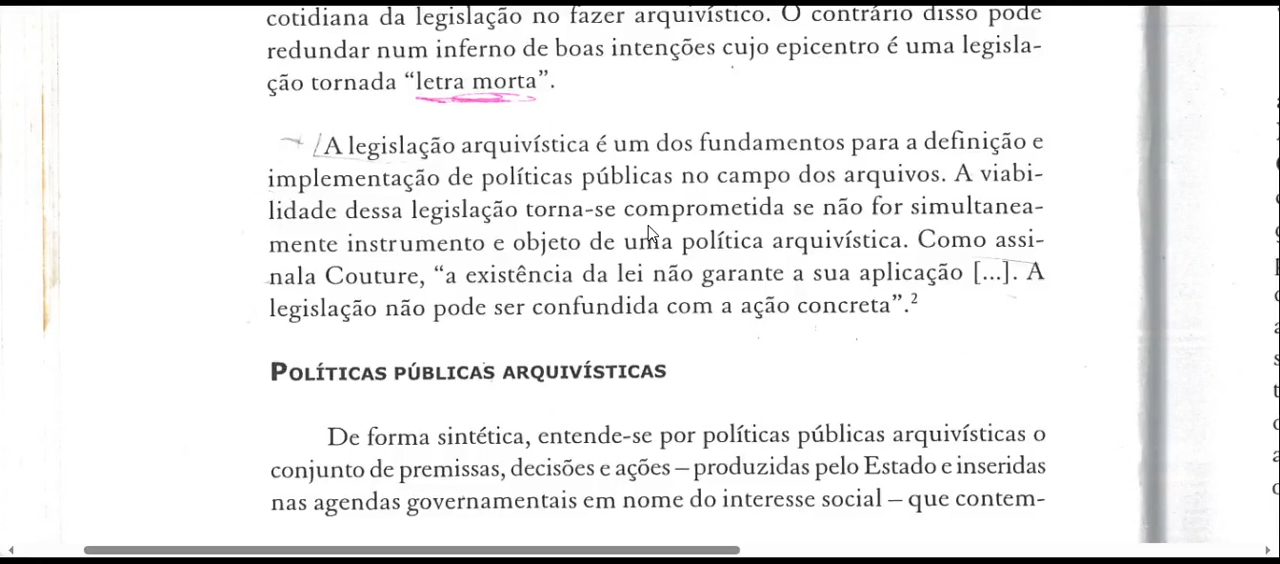 cotidiana da legislação no fazer arquivístico. O contrário disso pode
redundar num inferno de boas intenções cujo epicentro é uma legisla-
ção tornada “letra morta”.
A legislação arquivística é um dos fundamentos para a definição e
implementação de políticas públicas no campo dos arquivos. A viabi-
lidade dessa legislação torna-se comprometida se não for simultanea-
mente instrumento e objeto de uma política arquivística. Como assi-
nala Couture, “a existência da lei não garante a sua aplicação [...]. A
legislação não pode ser confundida com a ação concreta”.²
POLÍTICAS PÚBLICAS ARQUIVÍSTICAS
De forma sintética, entende-se por políticas públicas arquivísticas o
conjunto de premissas, decisões e ações – produzidas pelo Estado e inseridas
nas agendas governamentais em nome do interesse social – que contem-